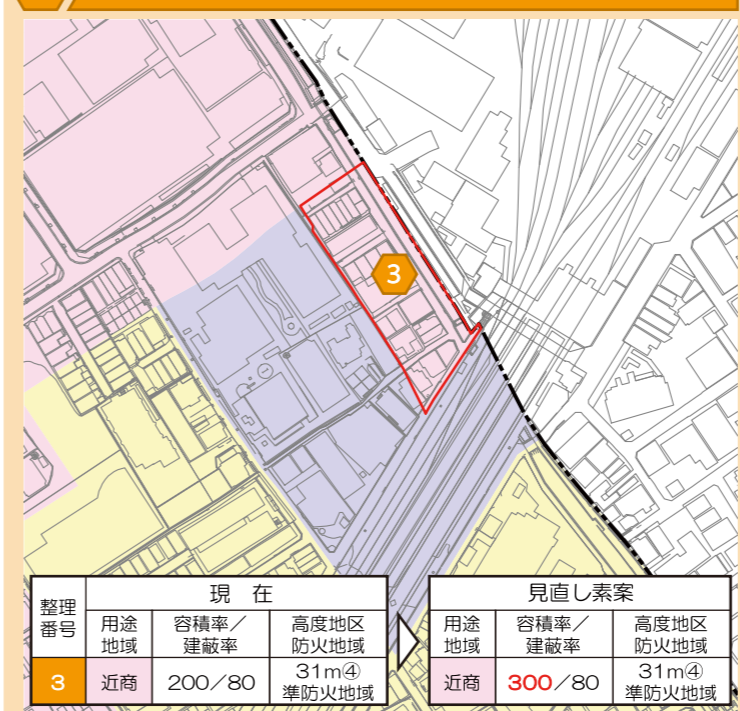 3
整理番号
現 在
用途地域
容積率／建蔽率
高度地区
防火地域
3
近商
200／80
31m④
準防火地域
見直し素案
用途地域
容積率／建蔽率
高度地区
防火地域
近商
300／80
31m④
準防火地域